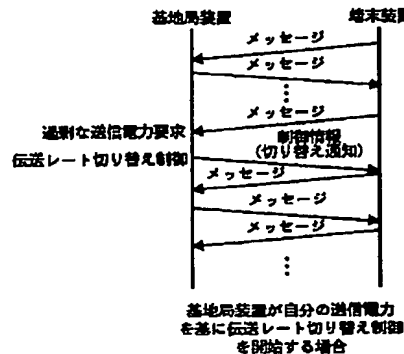 基地局装置
端末装置
メッセージ
メッセージ
メッセージ
過剰な送信電力要求
制御情報
(切り替え通知)
伝送レート切り替え制御
メッセージ
メッセージ
メッセージ
基地局装置が自分の送信電力
を基に伝送レート切り替え制御
を開始する場合